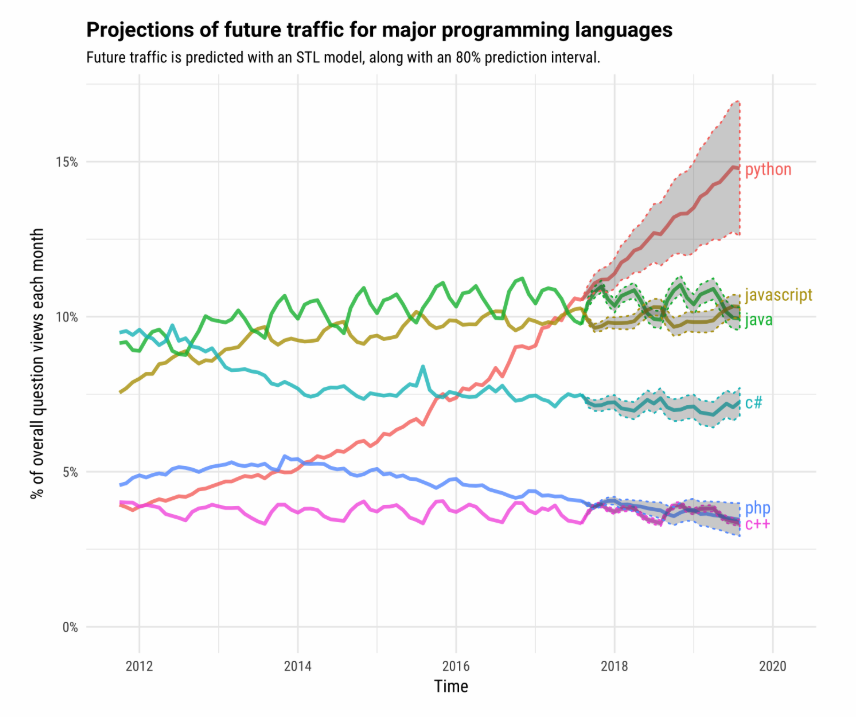 Projections of future traffic for major programming languages
Future traffic is predicted with an STL model, along with an 80% prediction interval.
% of overall question views each month
15%
10%
5%
0%
python
javascript
java
c#
php
c++
2012
2014
2016
2018
2020
Time